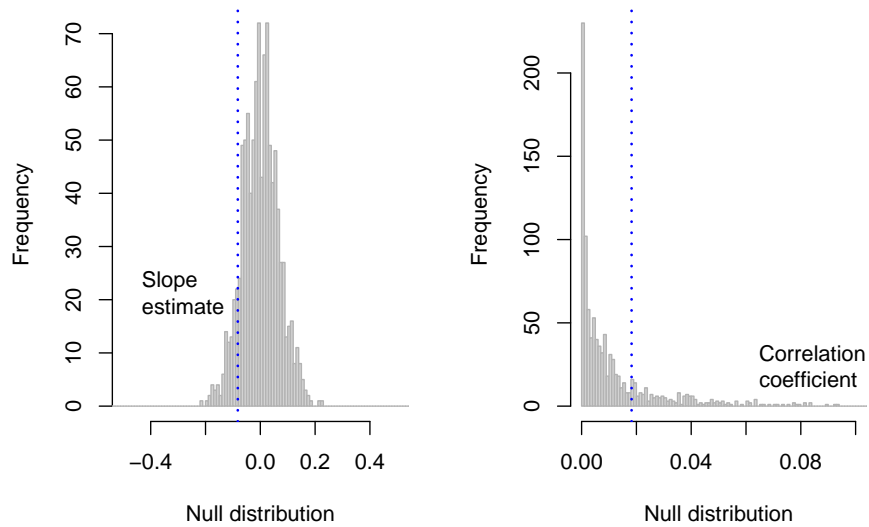 70
60
50
40
30
20
10
0
Frequency
Slope
estimate
−0.4
0.0
0.2
0.4
Null distribution
200
150
100
50
0
Frequency
Correlation
coefficient
0.00
0.04
0.08
Null distribution